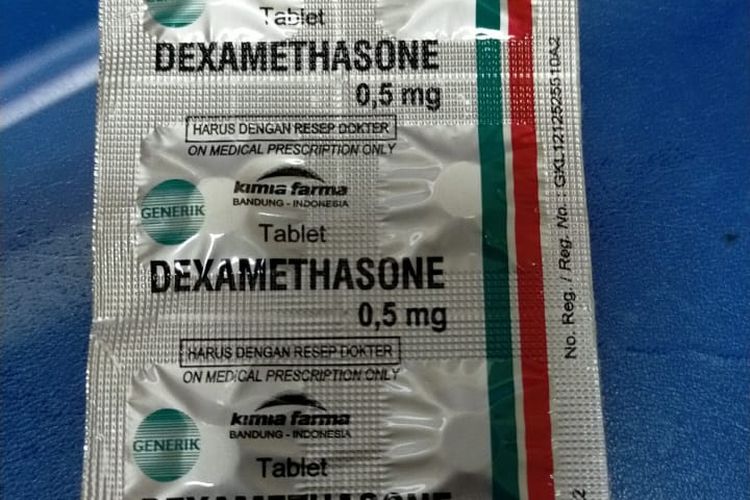 Tablet
DEXAMETHASONE
0,5 mg
HARUS DENGAN RESEP DOKTER
ON MEDICAL PRESCRIPTION ONLY
GENERIK
kimia farma
BANDUNG - INDONESIA
Tablet
DEXAMETHASONE
0,5 mg
HARUS DENGAN RESEP DOKTER
ON MEDICAL PRESCRIPTION ONLY
GENERIK
kimia farma
BANDUNG - INDONESIA
Tablet
DEXAMETHASONE
No. Reg. / Reg. No. : GKL1212525510A2